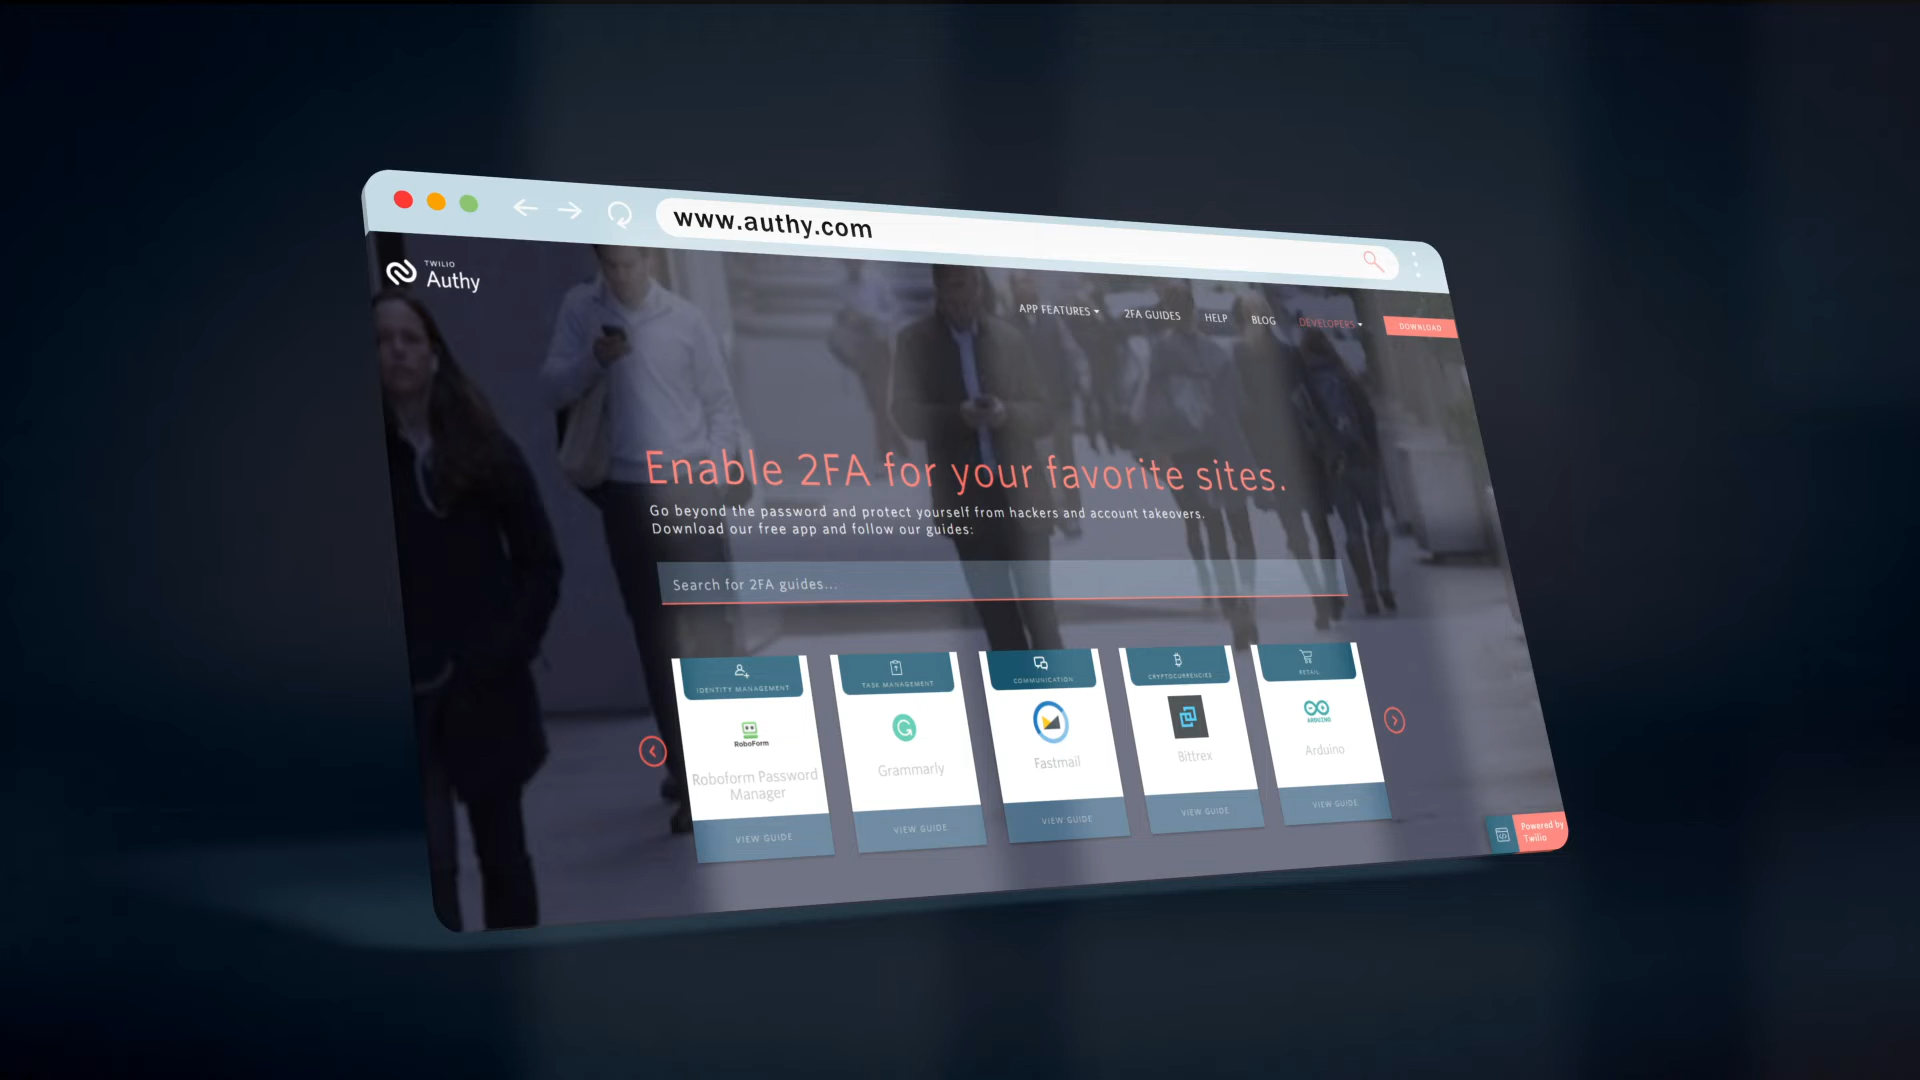 www.authy.com
TWILIO
Authy
APP FEATURES
2FA GUIDES
HELP
BLOG
DEVELOPERS
DOWNLOAD
Enable 2FA for your favorite sites.
Go beyond the password and protect yourself from hackers and account takeovers.
Download our free app and follow our guides:
Search for 2FA guides...
IDENTITY MANAGEMENT
RoboForm
Roboform Password
Manager
VIEW GUIDE
TASK MANAGEMENT
Grammarly
VIEW GUIDE
COMMUNICATION
Fastmail
VIEW GUIDE
CRYPTOCURRENCIES
Bittrex
VIEW GUIDE
RETAIL
ARDUINO
Arduino
VIEW GUIDE
Powered by
Twilio